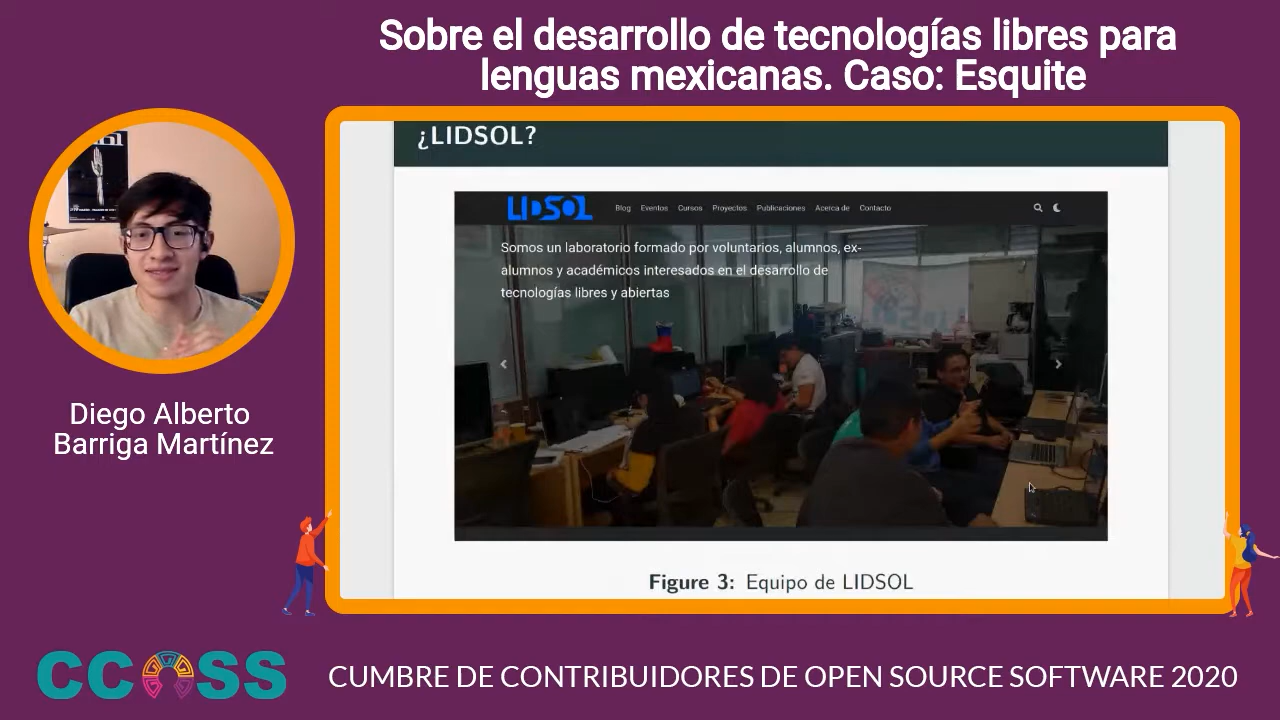 Sobre el desarrollo de tecnologías libres para
lenguas mexicanas. Caso: Esquite
¿LIDSOL?
LIDSOL
Blog Eventos Cursos Proyectos Publicaciones Acerca de Contacto
Somos un laboratorio formado por voluntarios, alumnos, ex-
alumnos y académicos interesados en el desarrollo de
tecnologías libres y abiertas
Figure 3: Equipo de LIDSOL
Diego Alberto
Barriga Martínez
CCOSS
CUMBRE DE CONTRIBUIDORES DE OPEN SOURCE SOFTWARE 2020